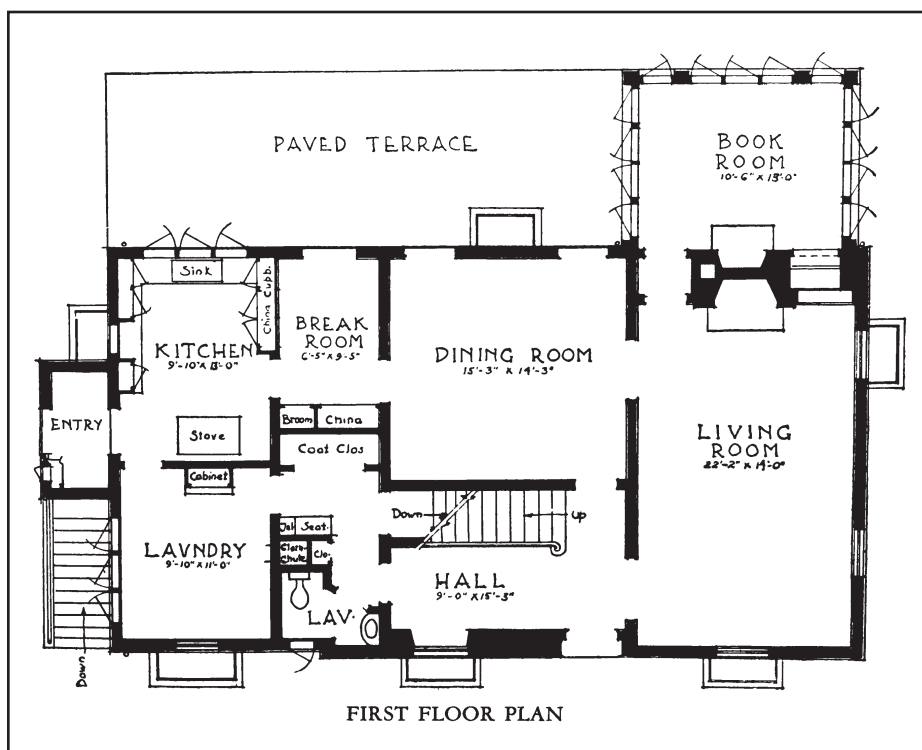 PAVED TERRACE
BOOK
ROOM
10'-6" X 13'-0"
Sink
China Cubb.
KITCHEN
9'-10" X 13'-0"
BREAK
ROOM
6'-5" X 9'-5"
DINING ROOM
15'-3" X 14'-3"
ENTRY
Stove
Broom
China
Coat Clos
LIVING
ROOM
22'-2" X 14'-0"
Cabinet
Down
Up
Tel
Seat.
LAVNDRY
9'-10" X 11'-0"
Chute
Clo.
HALL
9'-0" X 15'-3"
LAV.
Down
FIRST FLOOR PLAN